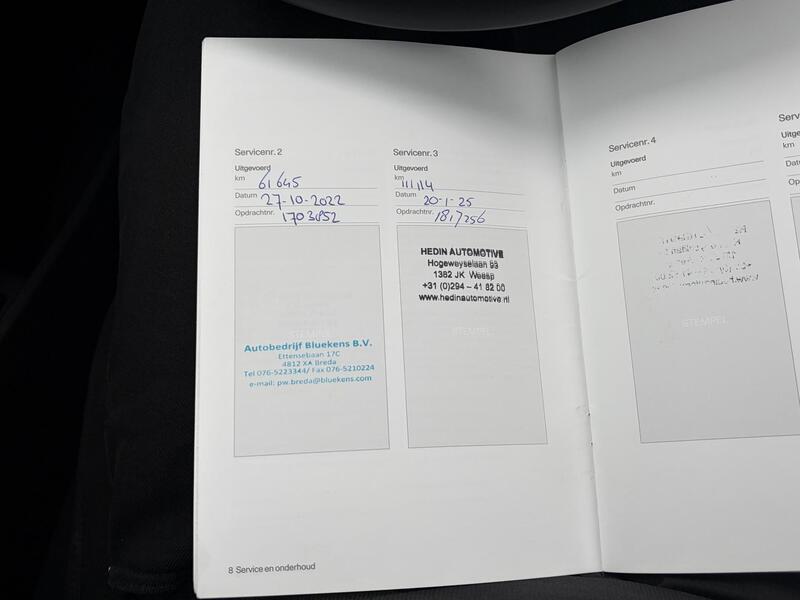 Servicenr. 2
Uitgevoerd
km 61645
Datum 27-10-2022
Opdrachtnr. 1703852
STEMPEL
Autobedrijf Bluekens B.V.
Ettensebaan 17C
4812 XA Breda
Tel 076-5223344/ Fax 076-5210224
e-mail: pw.breda@bluekens.com
Servicenr. 3
Uitgevoerd
km 111114
Datum 20-1-25
Opdrachtnr. 1817256
HEDIN AUTOMOTIVE
Hogeweyselaan 93
1382 JK Weesp
+31 (0)294 - 41 82 00
www.hedinautomotive.nl
STEMPEL
8 Service en onderhoud
Servicenr. 4
Uitgevoerd
km
Datum
Opdrachtnr.
STEMPEL